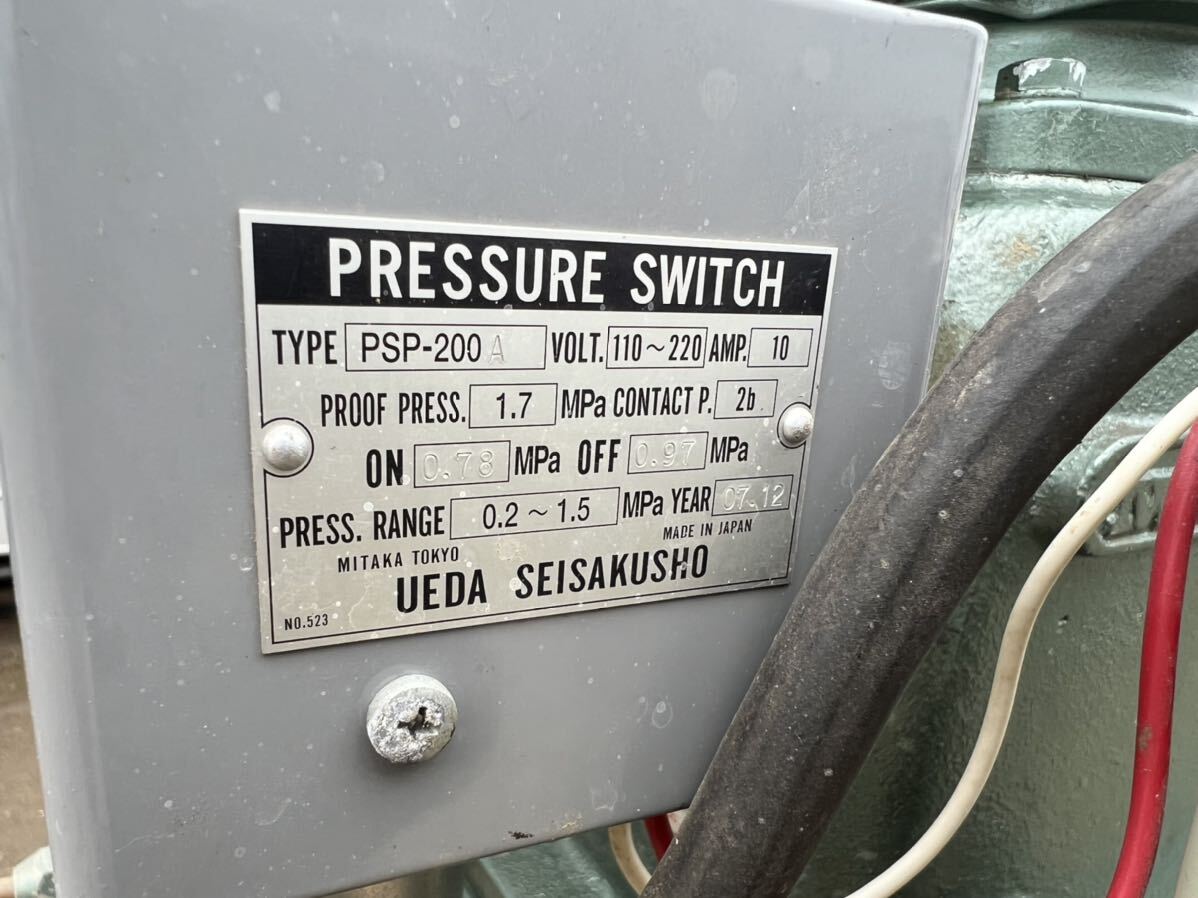 PRESSURE SWITCH
TYPE PSP-200A VOLT. 110~220 AMP. 10
PROOF PRESS. 1.7 MPa CONTACT P. 2b
ON 0.78 MPa OFF 0.97 MPa
PRESS. RANGE 0.2~1.5 MPa YEAR 07.12
MITAKA TOKYO MADE IN JAPAN
UEDA SEISAKUSHO
NO.523